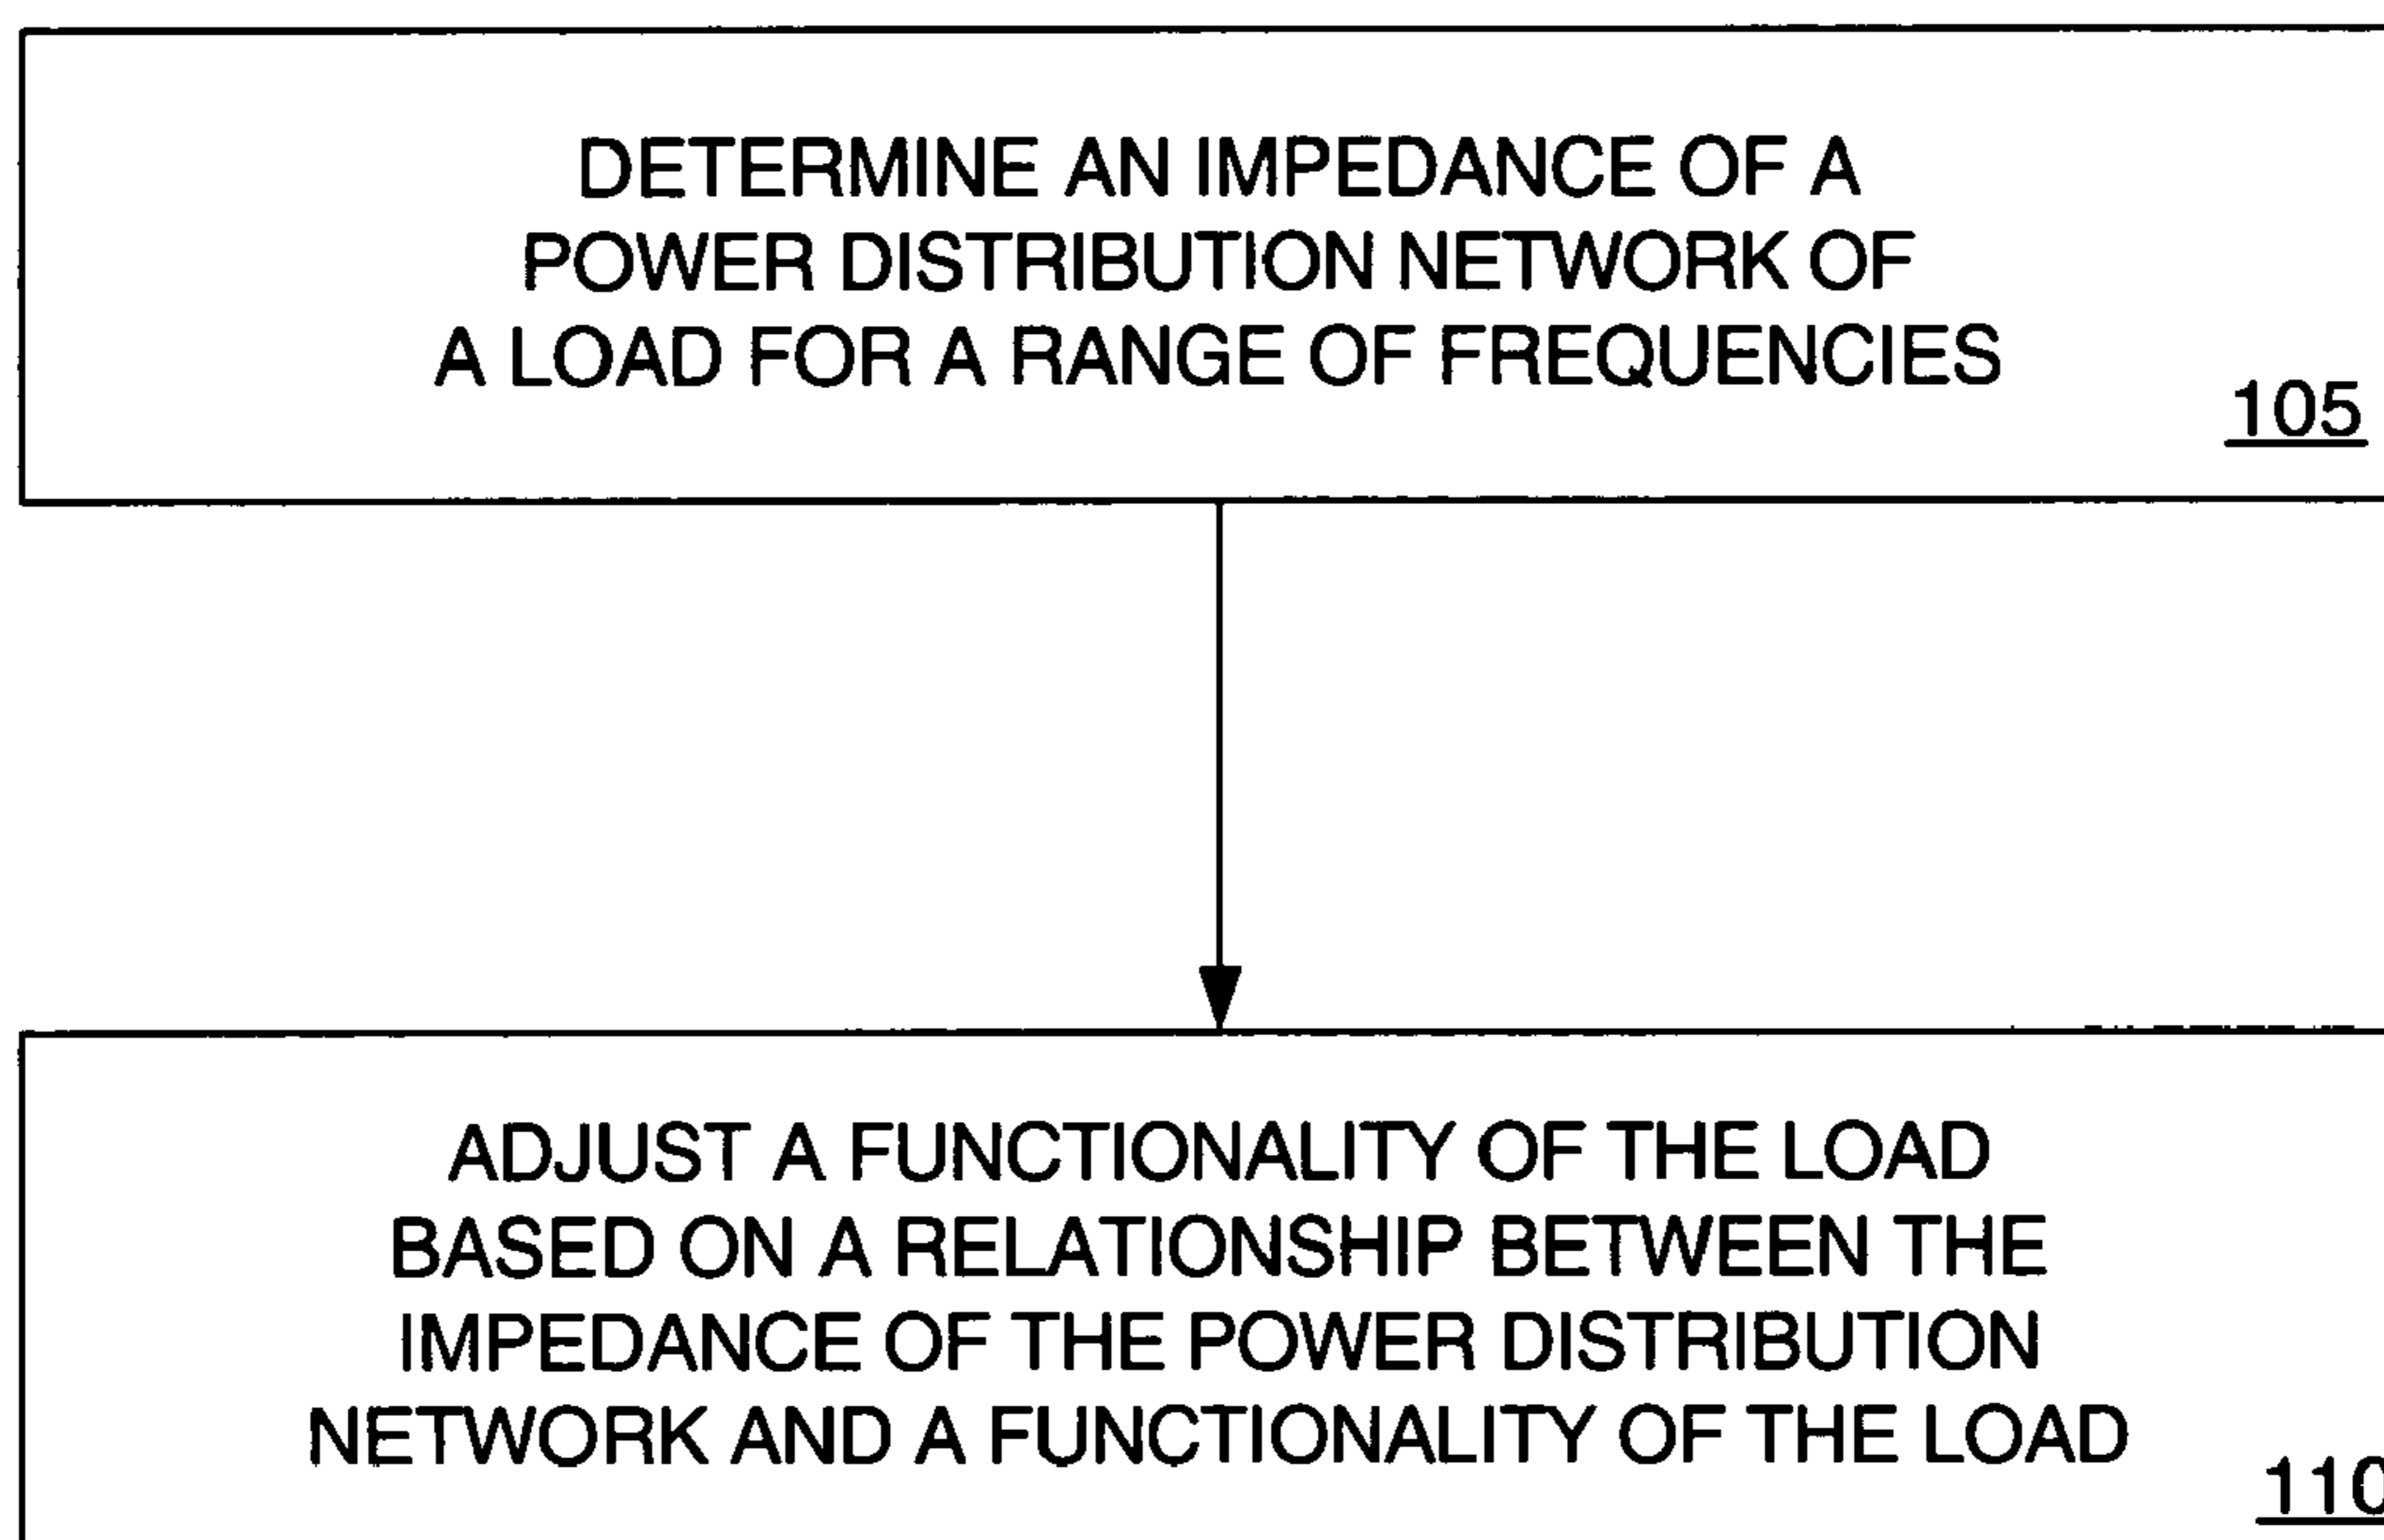 DETERMINE AN IMPEDANCE OF A
POWER DISTRIBUTION NETWORK OF
A LOAD FOR A RANGE OF FREQUENCIES
105
ADJUST A FUNCTIONALITY OF THE LOAD
BASED ON A RELATIONSHIP BETWEEN THE
IMPEDANCE OF THE POWER DISTRIBUTION
NETWORK AND A FUNCTIONALITY OF THE LOAD
110